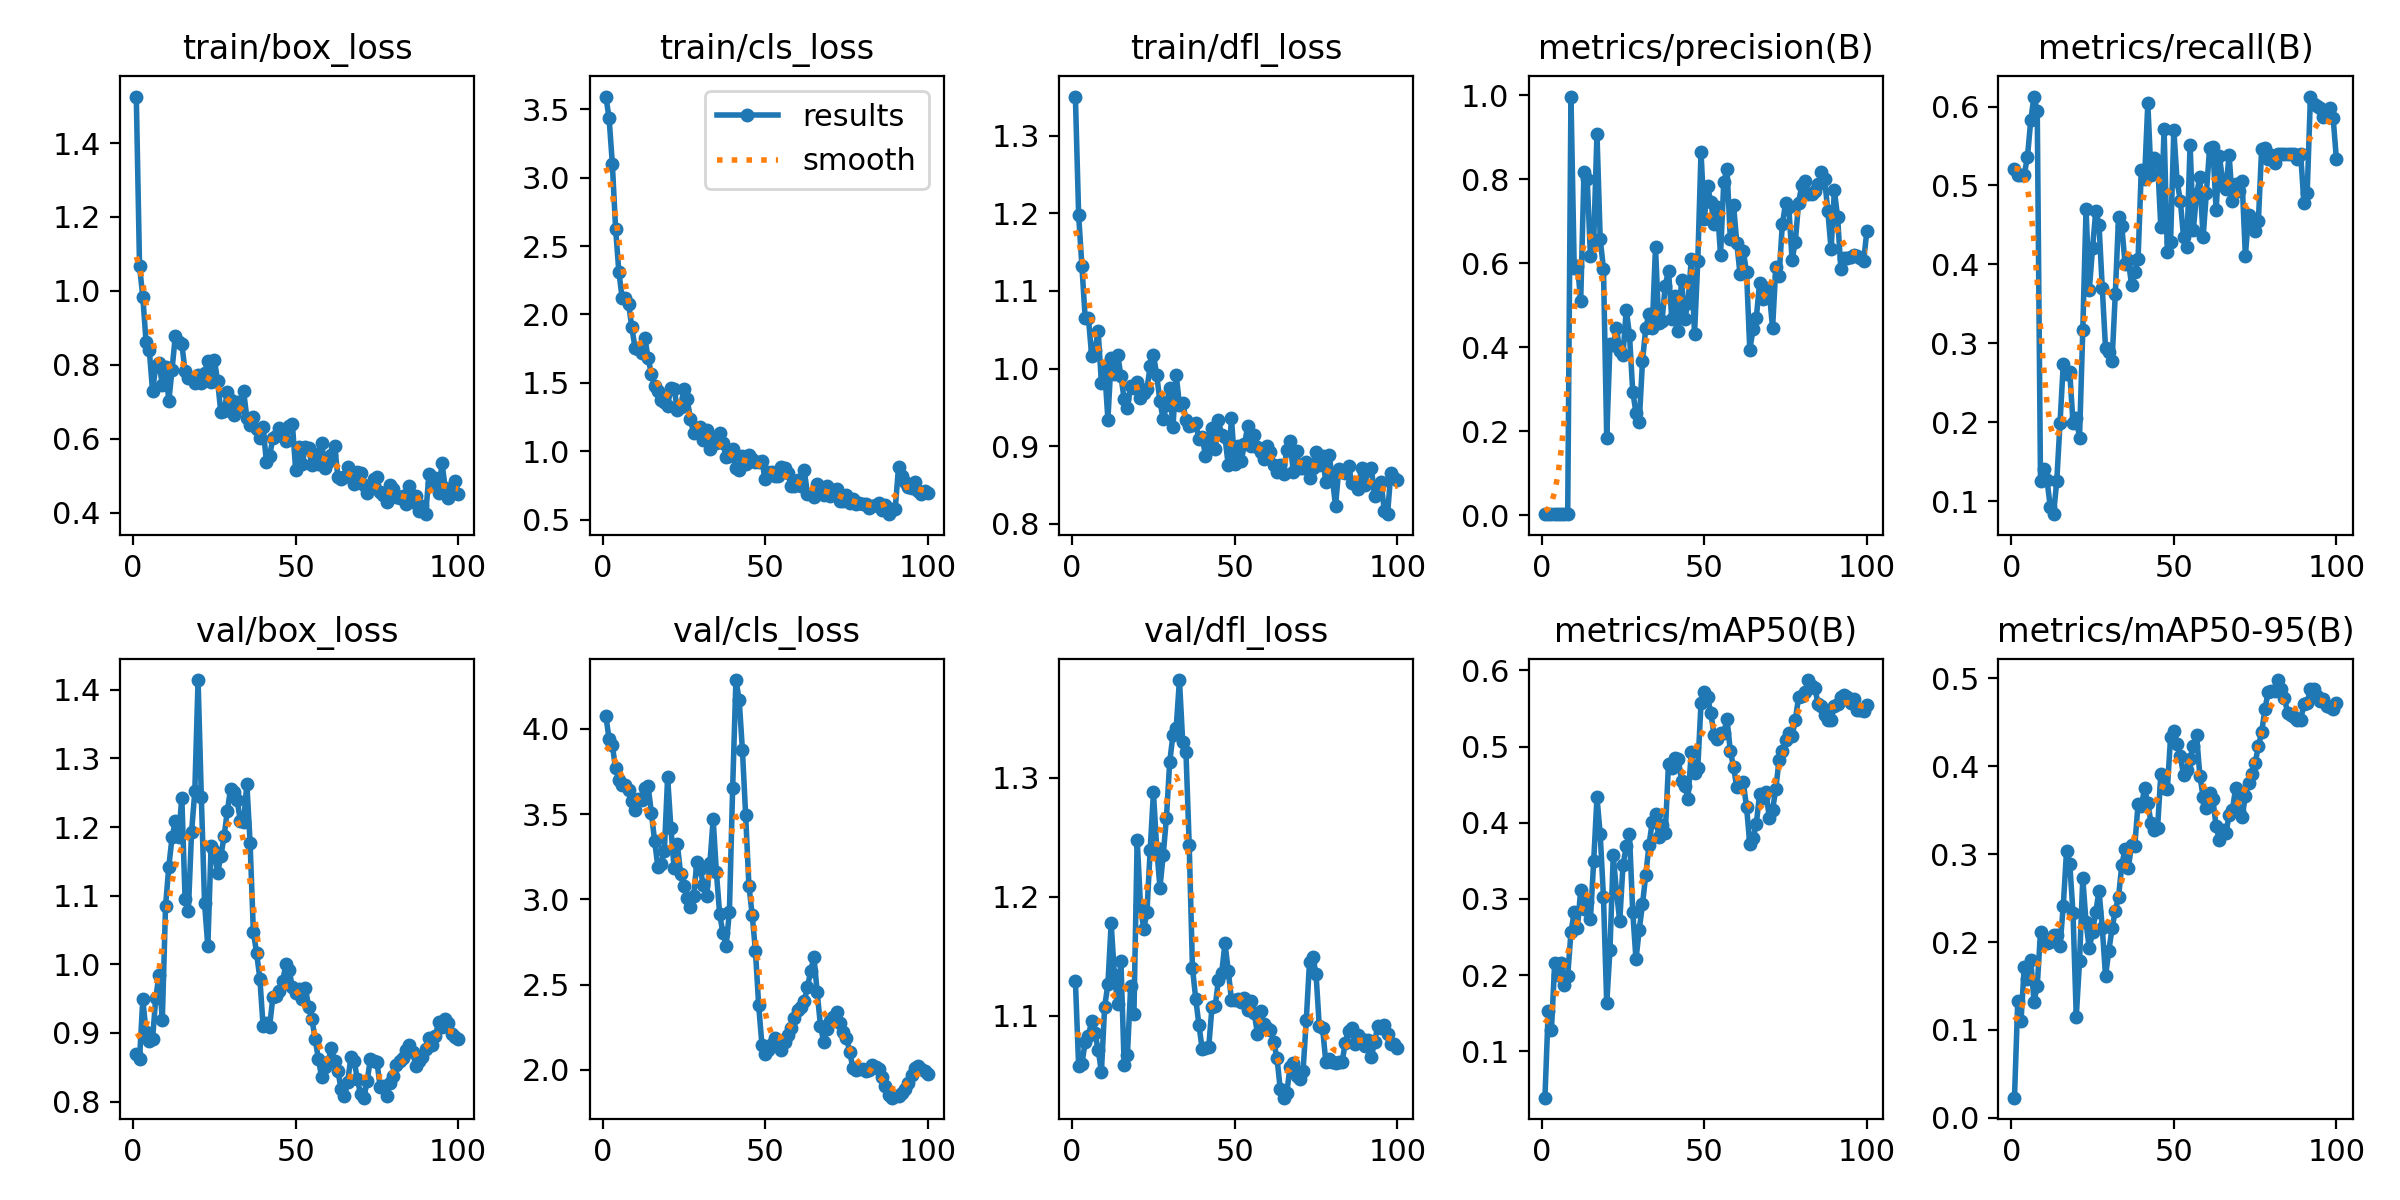 train/box_loss
1.4
1.2
1.0
0.8
0.6
0.4
0 50 100
train/cls_loss
results
smooth
3.5
3.0
2.5
2.0
1.5
1.0
0.5
0 50 100
train/dfl_loss
1.3
1.2
1.1
1.0
0.9
0.8
0 50 100
metrics/precision(B)
1.0
0.8
0.6
0.4
0.2
0.0
0 50 100
metrics/recall(B)
0.6
0.5
0.4
0.3
0.2
0.1
0 50 100
val/box_loss
1.4
1.3
1.2
1.1
1.0
0.9
0.8
0 50 100
val/cls_loss
4.0
3.5
3.0
2.5
2.0
0 50 100
val/dfl_loss
1.3
1.2
1.1
0 50 100
metrics/mAP50(B)
0.6
0.5
0.4
0.3
0.2
0.1
0 50 100
metrics/mAP50-95(B)
0.5
0.4
0.3
0.2
0.1
0.0
0 50 100